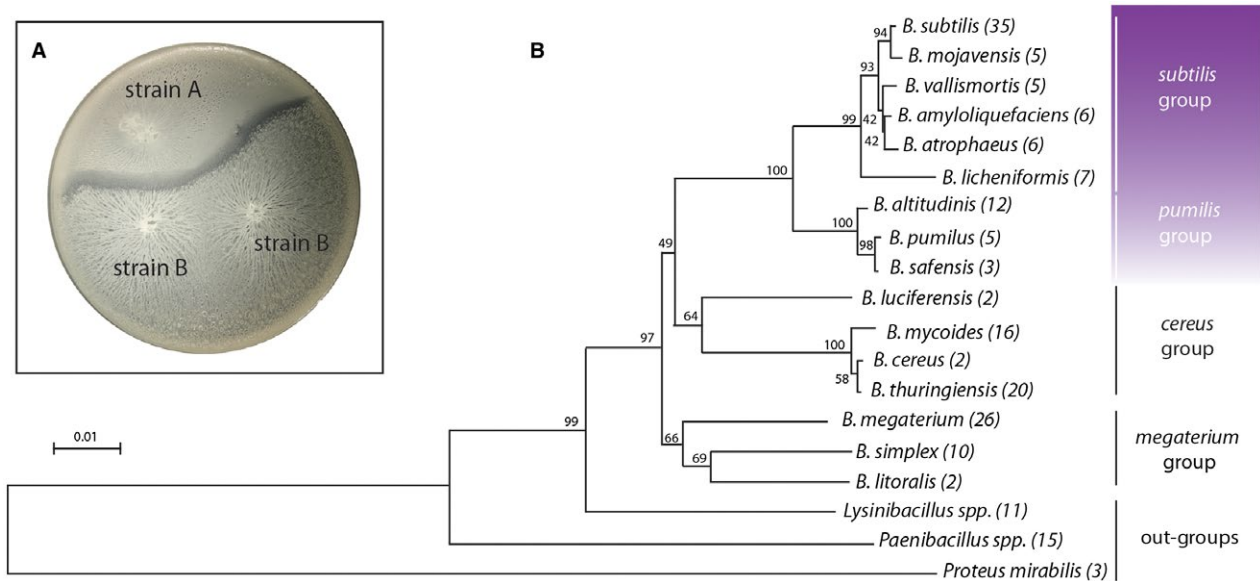 A
strain A
strain B
strain B
B
B. subtilis (35)
B. mojavensis (5)
B. vallismortis (5)
B. amyloliquefaciens (6)
B. atrophaeus (6)
B. licheniformis (7)
B. altitudinis (12)
B. pumilus (5)
B. safensis (3)
B. luciferensis (2)
B. mycoides (16)
B. cereus (2)
B. thuringiensis (20)
B. megaterium (26)
B. simplex (10)
B. litoralis (2)
Lysinibacillus spp. (11)
Paenibacillus spp. (15)
Proteus mirabilis (3)
94
93
99
42
42
100
100
98
49
64
100
58
97
66
69
99
0.01
subtilis
group
pumilis
group
cereus
group
megaterium
group
out-groups